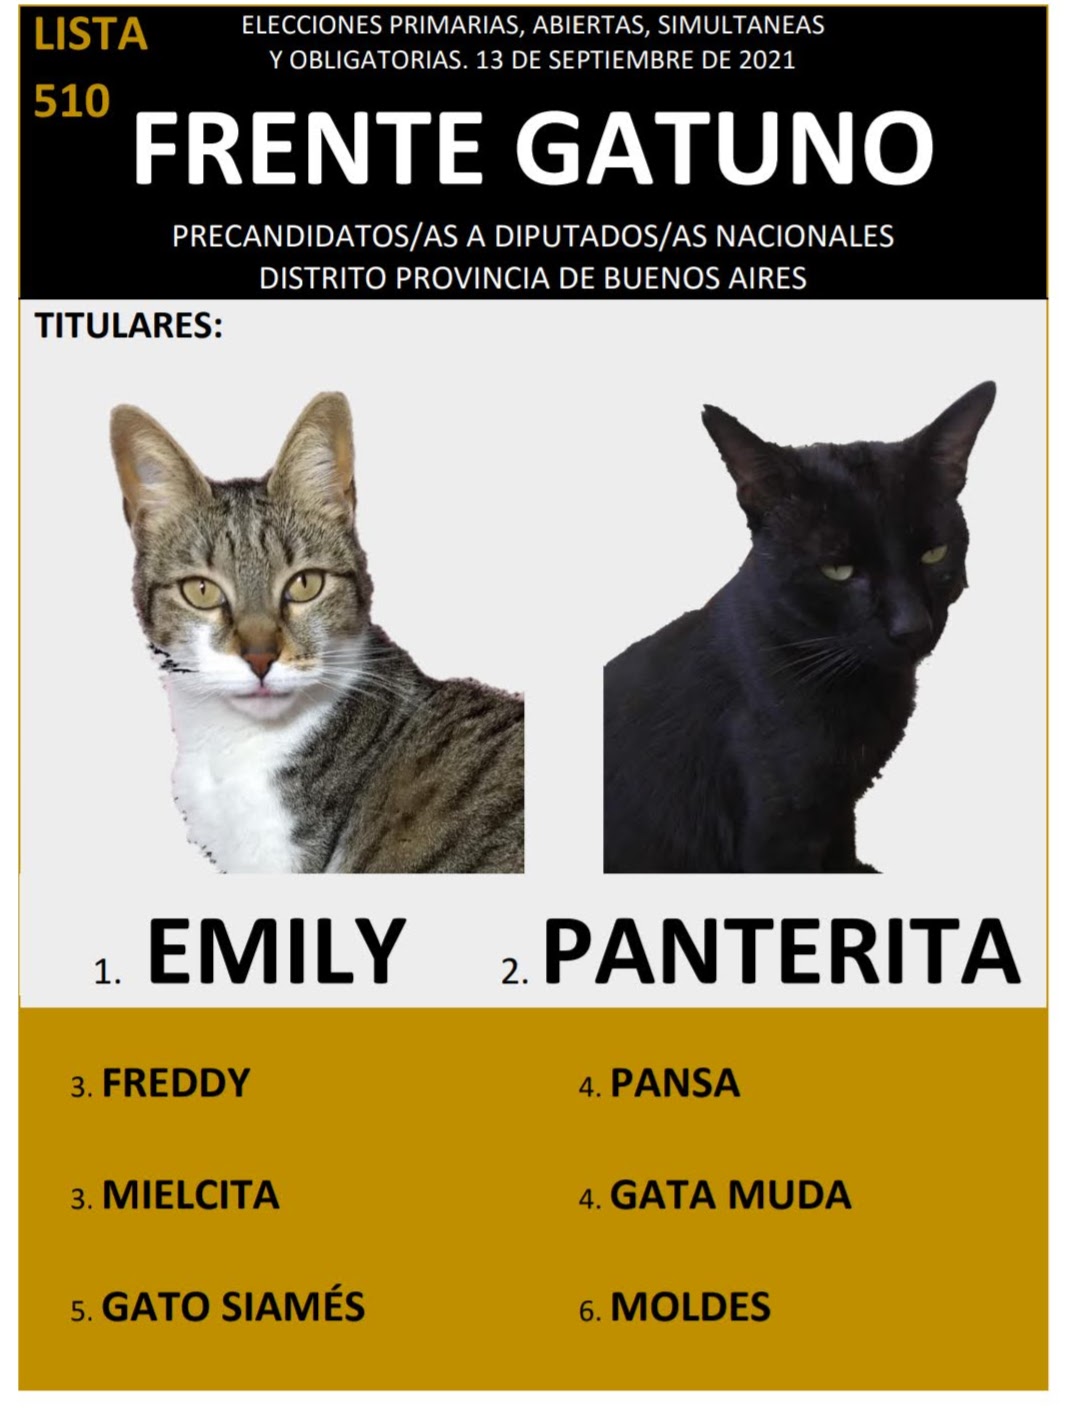 LISTA
510
ELECCIONES PRIMARIAS, ABIERTAS, SIMULTANEAS
Y OBLIGATORIAS. 13 DE SEPTIEMBRE DE 2021
FRENTE GATUNO
PRECANDIDATOS/AS A DIPUTADOS/AS NACIONALES
DISTRITO PROVINCIA DE BUENOS AIRES
TITULARES:
1. EMILY
2. PANTERITA
3. FREDDY
4. PANSA
3. MIELCITA
4. GATA MUDA
5. GATO SIAMÉS
6. MOLDES